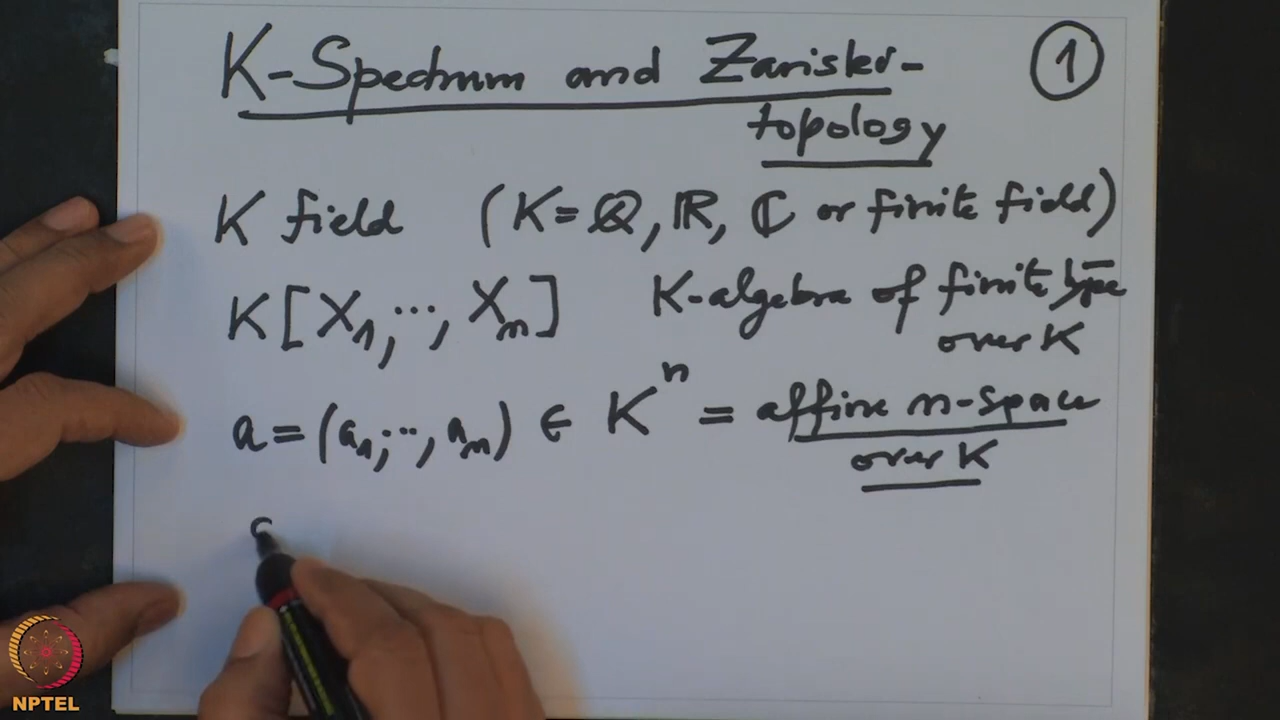 K-Spectrum and Zariski-
topology
①
K field (K=ℚ, ℝ, ℂ or finite field)
K[X₁,..., Xₙ] K-algebra of finite type
over K
a=(a₁,.., aₙ) ∈ Kⁿ = affine n-space
over K
NPTEL